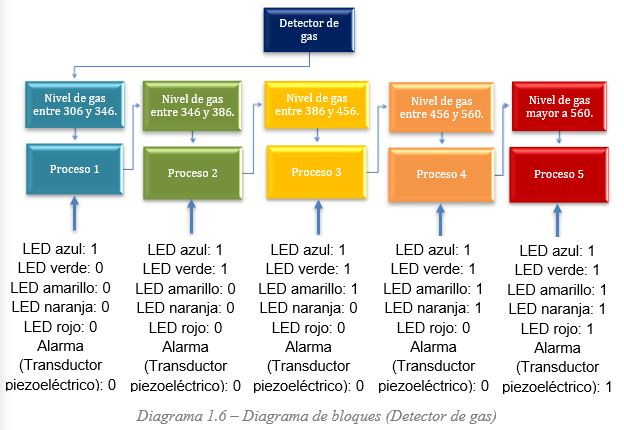 Detector de
gas
Nivel de gas
entre 306 y 346.
Nivel de gas
entre 346 y 386.
Nivel de gas
entre 386 y 456.
Nivel de gas
entre 456 y 560.
Nivel de gas
mayor a 560.
Proceso 1
Proceso 2
Proceso 3
Proceso 4
Proceso 5
LED azul: 1
LED verde: 0
LED amarillo: 0
LED naranja: 0
LED rojo: 0
Alarma
(Transductor
piezoeléctrico): 0
LED azul: 1
LED verde: 1
LED amarillo: 0
LED naranja: 0
LED rojo: 0
Alarma
(Transductor
piezoeléctrico): 0
LED azul: 1
LED verde: 1
LED amarillo: 1
LED naranja: 0
LED rojo: 0
Alarma
(Transductor
piezoeléctrico): 0
LED azul: 1
LED verde: 1
LED amarillo: 1
LED naranja: 1
LED rojo: 0
Alarma
(Transductor
piezoeléctrico): 0
LED azul: 1
LED verde: 1
LED amarillo: 1
LED naranja: 1
LED rojo: 1
Alarma
(Transductor
piezoeléctrico): 1
Diagrama 1.6 – Diagrama de bloques (Detector de gas)